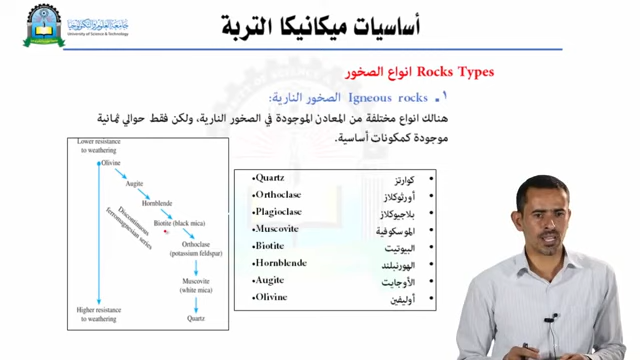 جامعة العلوم والتكنولوجيا
University of Science & Technology
أساسيات ميكانيكا التربة
Rocks Types انواع الصخور
١. Igneous rocks الصخور النارية:
هنالك انواع مختلفة من المعادن الموجودة في الصخور النارية، ولكن فقط حوالي ثمانية
موجودة كمكونات أساسية.
Lower resistance
to weathering
Olivine
Augite
Hornblende
Biotite (black mica)
Discontinuous
ferromagnesian series
Orthoclase
(potassium feldspar)
Muscovite
(white mica)
Higher resistance
to weathering
Quartz
•Quartz
•Orthoclase
•Plagioclase
•Muscovite
•Biotite
•Hornblende
•Augite
•Olivine
• كوارتز
• أورثوكلاز
• بلاجيوكلاز
• الموسكوفية
• البيوتيت
• الهورنبلند
• الأوجايت
• أوليفين